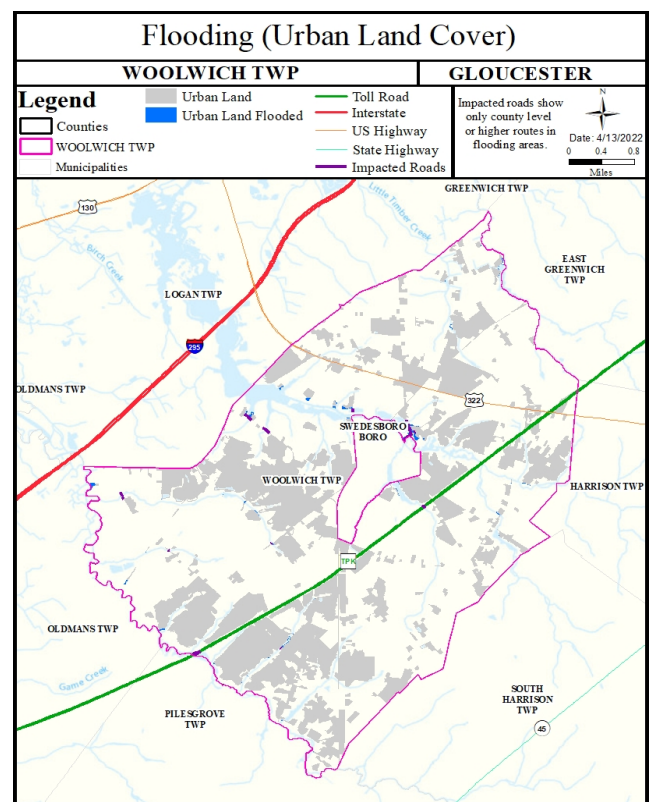 Flooding (Urban Land Cover)
WOOLWICH TWP
GLOUCESTER
Legend
Counties
WOOLWICH TWP
Municipalities
Urban Land
Urban Land Flooded
Toll Road
Interstate
US Highway
State Highway
Impacted Roads
Impacted roads show
only county level
or higher routes in
flooding areas.
N
Date: 4/13/2022
0 0.4 0.8
Miles
GREENWICH TWP
Little Timber Creek
130
Birch Creek
EAST
GREENWICH
TWP
LOGAN TWP
295
OLDMANS TWP
322
SWEDESBORO
BORO
WOOLWICH TWP
HARRISON TWP
TPK
OLDMANS TWP
Game Creek
PILESGROVE
TWP
SOUTH
HARRISON
TWP
45